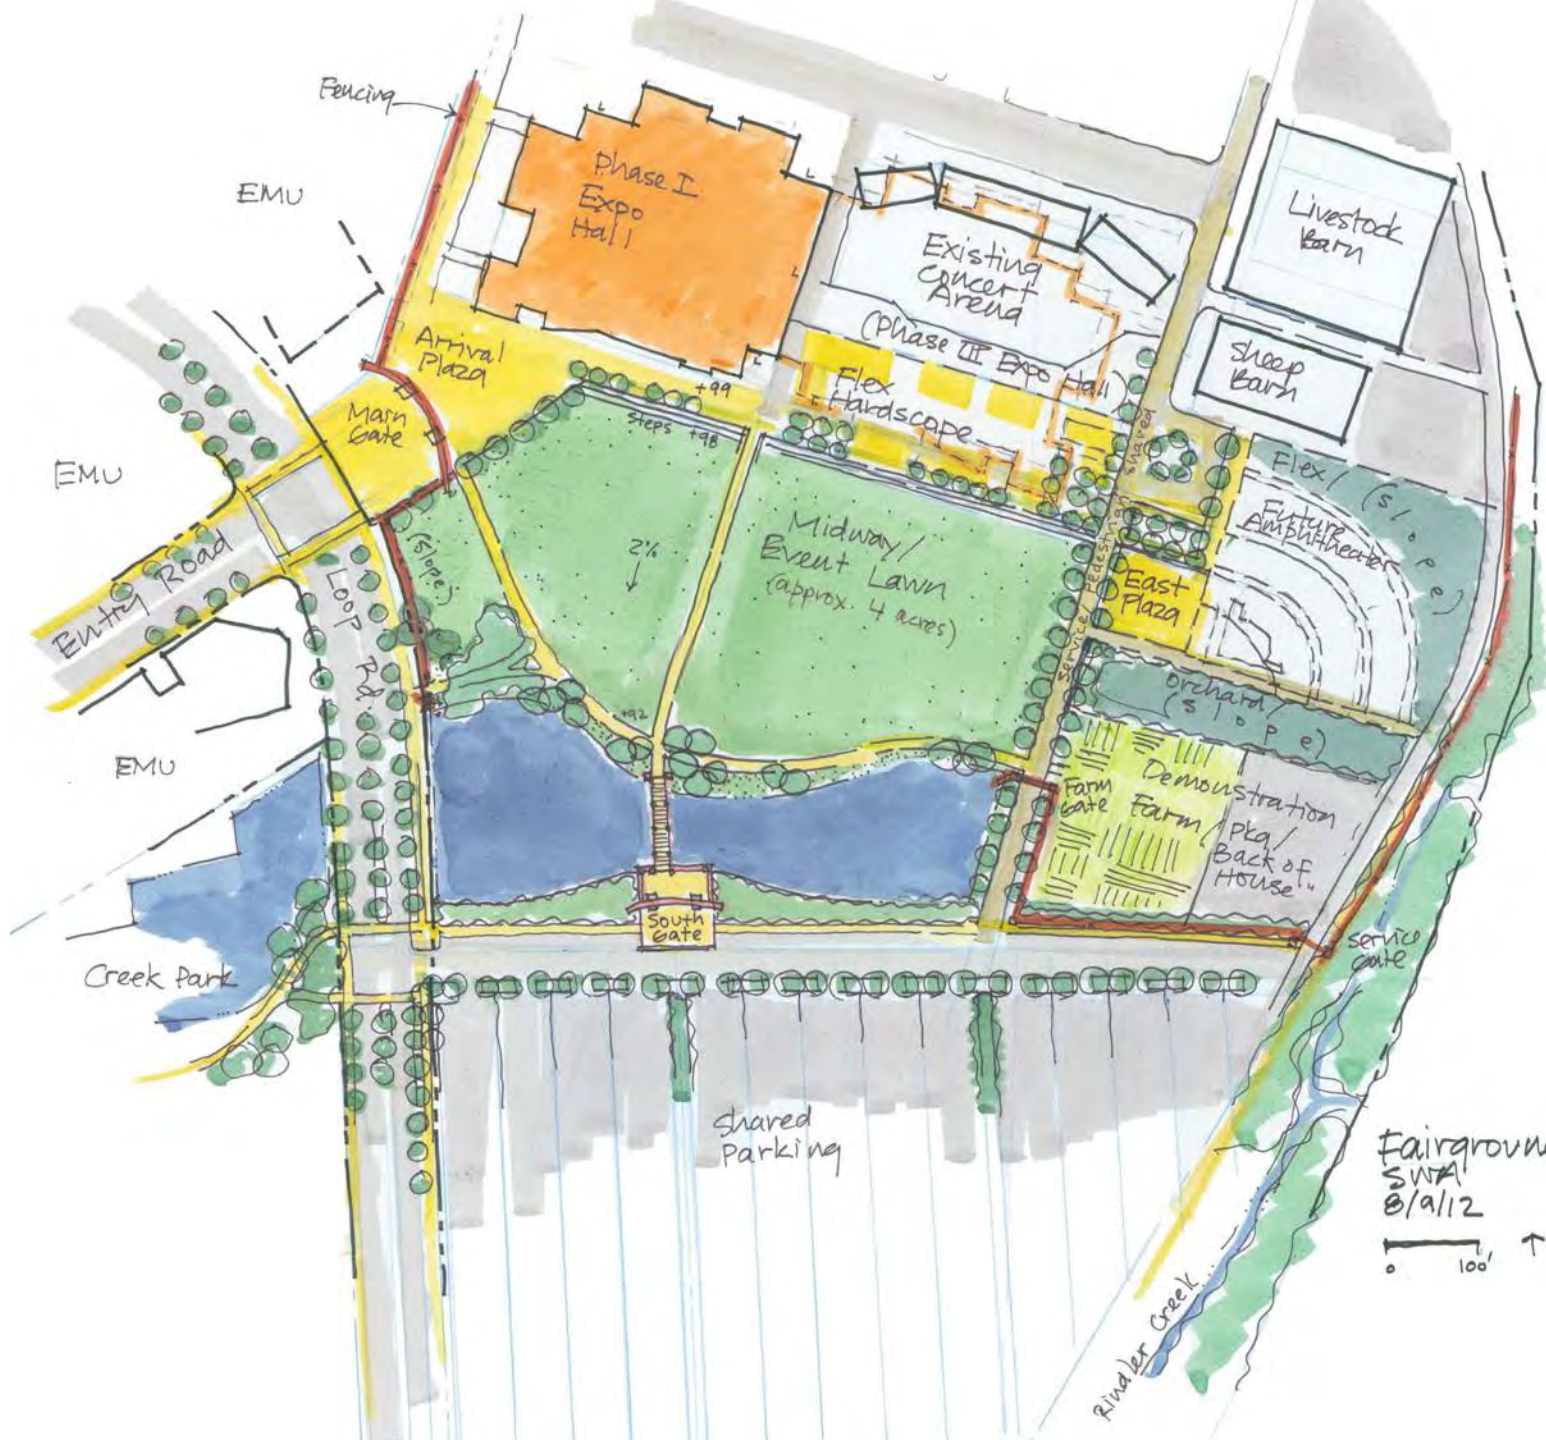 Fencing
EMU
Phase I
Expo
Hall
Existing
Concert
Arena
(Phase III Expo Hall)
Livestock
Barn
Sheep
Barn
Arrival
Plaza
Main
Gate
+99
Steps +98
Flex
Hardscape
EMU
Entry Road
Loop Rd.
(Slope)
2%
Midway/
Event Lawn
(approx. 4 acres)
Service/Pedestrian
Shared
Flex/(Slope)
Future
Amphitheater
East
Plaza
Orchard/
(Slope)
+92
EMU
Farm
Gate
Demonstration
Farm/
Pkg/
Back of
House"
South
Gate
Service
Gate
Creek Park
Shared
Parking
Rindler Creek
Fairgroun
SWA
8/9/12
0 100'